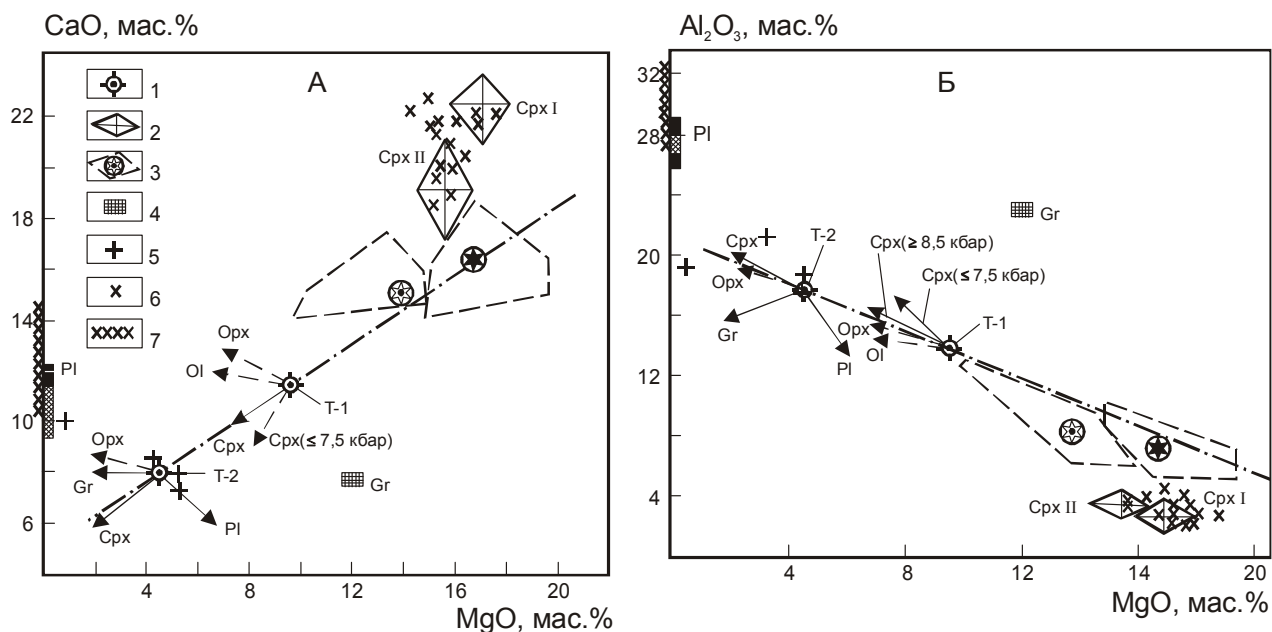 CaO, мас.%
А
22
18
14
10
6
1
2
3
4
5
6
7
Cpx I
Cpx II
Pl
Opx
Ol
T-1
Cpx
Cpx(≤ 7,5 кбар)
Opx
Gr
T-2
Cpx
Pl
Gr
4
8
12
16
20
MgO, мас.%
Al₂O₃, мас.%
Б
32
28
20
12
4
Pl
Gr
Cpx
T-2
Cpx(≥ 8,5 кбар)
Cpx(≤ 7,5 кбар)
Opx
Gr
Opx
Ol
Pl
T-1
Cpx II
Cpx I
4
8
12
14
20
MgO, мас.%